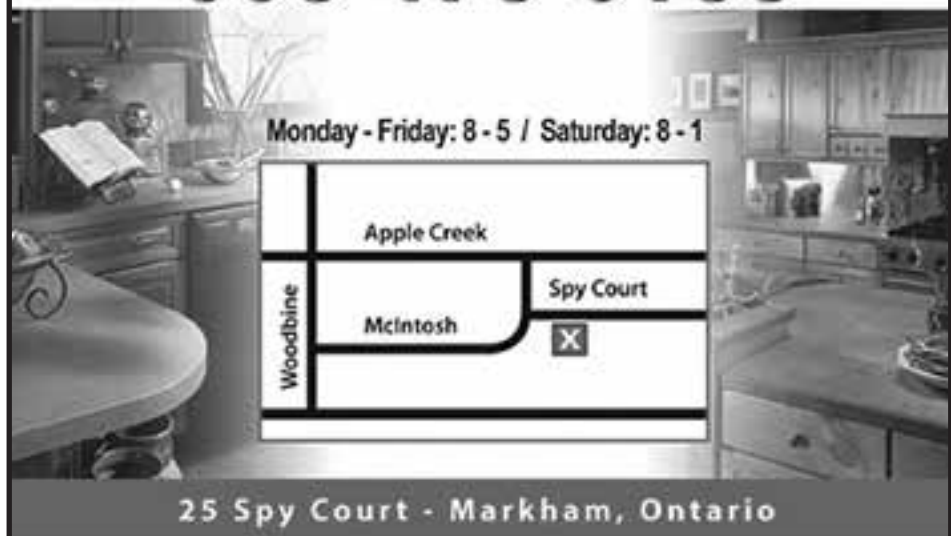 Monday - Friday: 8 - 5 / Saturday: 8 - 1
Apple Creek
Spy Court
Woodbine
McIntosh
X
25 Spy Court - Markham, Ontario